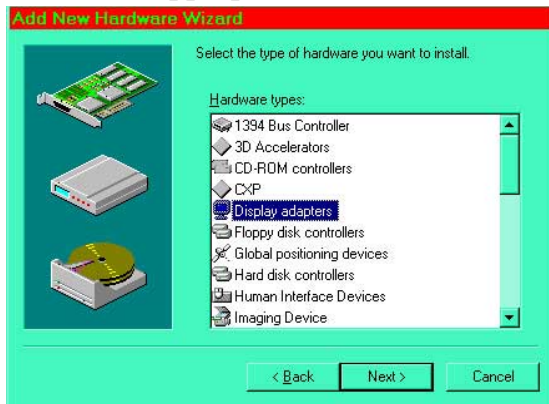 Add New Hardware Wizard
Select the type of hardware you want to install.
Hardware types:
1394 Bus Controller
3D Accelerators
CD-ROM controllers
CXP
Display adapters
Floppy disk controllers
Global positioning devices
Hard disk controllers
Human Interface Devices
Imaging Device
< Back Next > Cancel